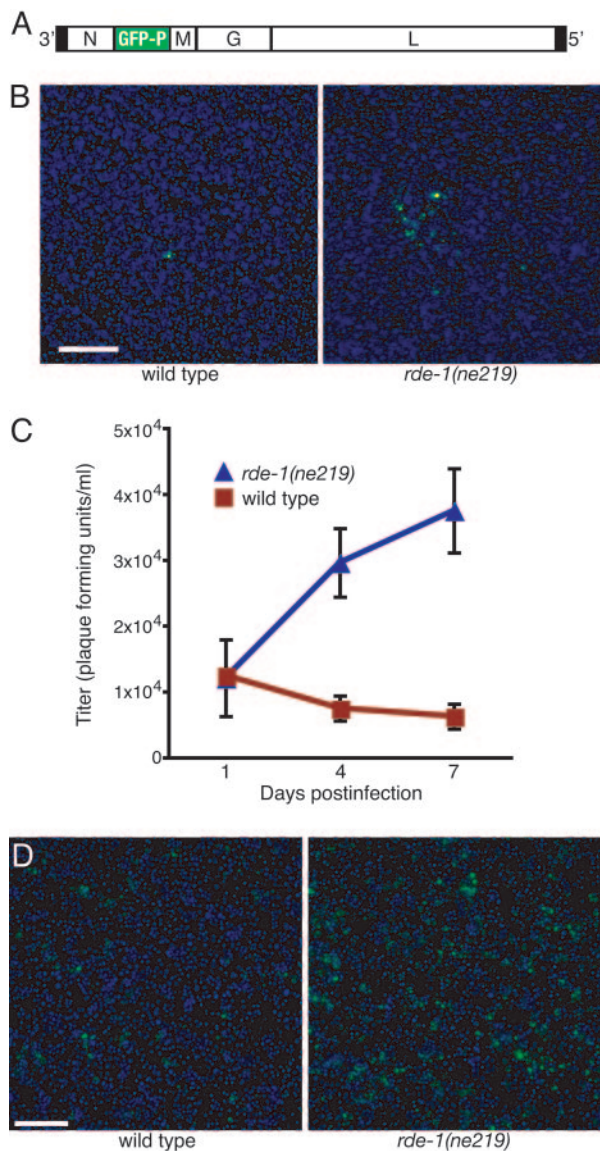 A
3’ N GFP-P M G L 5’
B
wild type rde-1(ne219)
C
Titer (plaque forming units/ml)
5x10⁴
4x10⁴
3x10⁴
2x10⁴
1x10⁴
0
rde-1(ne219)
wild type
1 4 7
Days postinfection
D
wild type rde-1(ne219)